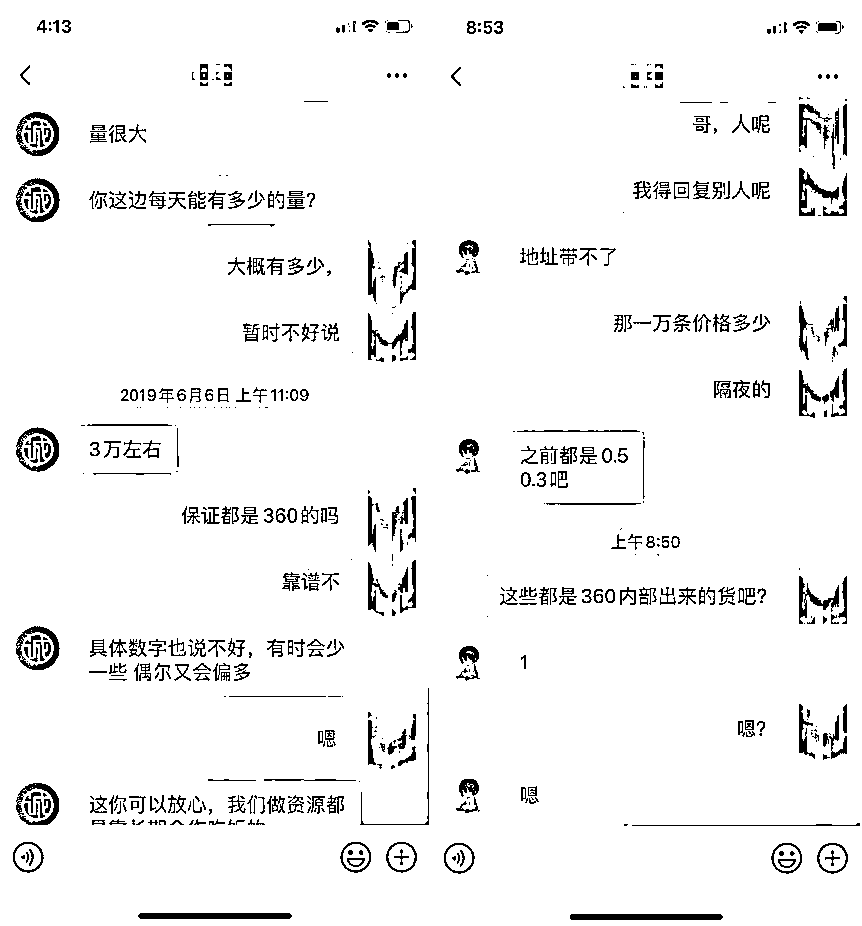 4:13
量很大
你这边每天能有多少的量？
大概有多少，
暂时不好说
2019年6月6日 上午11:09
3万左右
保证都是360的吗
靠谱不
具体数字也说不好，有时会少
一些 偶尔又会偏多
嗯
这你可以放心，我们做资源都
8:53
哥，人呢
我得回复别人呢
地址带不了
那一万条价格多少
隔夜的
之前都是0.5
0.3吧
上午8:50
这些都是360内部出来的货吧？
1
嗯？
嗯